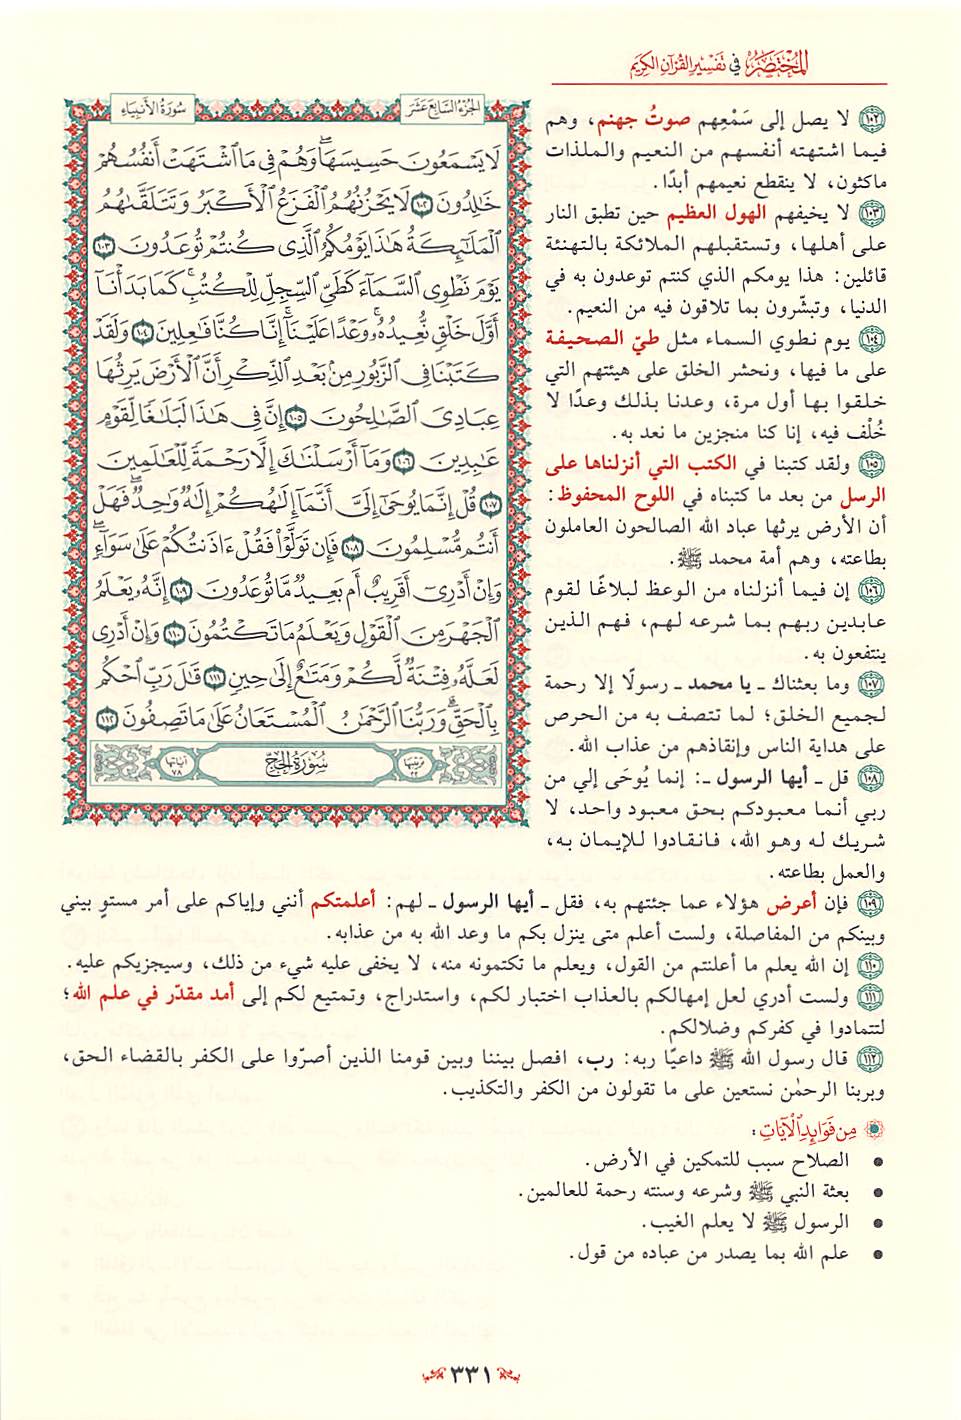 المختصر في تفسير القرآن الكريم
الجزء السابع عشر
سورة الأنبياء
لَا يَسْمَعُونَ حَسِيسَهَا ۖ وَهُمْ فِي مَا اشْتَهَتْ أَنفُسُهُمْ
خَالِدُونَ ١٠٢ لَا يَحْزُنُهُمُ الْفَزَعُ الْأَكْبَرُ وَتَتَلَقَّاهُمُ
الْمَلَائِكَةُ هَٰذَا يَوْمُكُمُ الَّذِي كُنتُمْ تُوعَدُونَ ١٠٣
يَوْمَ نَطْوِي السَّمَاءَ كَطَيِّ السِّجِلِّ لِلْكُتُبِ ۚ كَمَا بَدَأْنَا
أَوَّلَ خَلْقٍ نُّعِيدُهُ ۚ وَعْدًا عَلَيْنَا ۚ إِنَّا كُنَّا فَاعِلِينَ ١٠٤ وَلَقَدْ
كَتَبْنَا فِي الزَّبُورِ مِنْ بَعْدِ الذِّكْرِ أَنَّ الْأَرْضَ يَرِثُهَا
عِبَادِيَ الصَّالِحُونَ ١٠٥ إِنَّ فِي هَٰذَا لَبَلَاغًا لِّقَوْمٍ
عَابِدِينَ ١٠٦ وَمَا أَرْسَلْنَاكَ إِلَّا رَحْمَةً لِّلْعَالَمِينَ
١٠٧ قُلْ إِنَّمَا يُوحَىٰ إِلَيَّ أَنَّمَا إِلَٰهُكُمْ إِلَٰهٌ وَاحِدٌ ۖ فَهَلْ
أَنتُم مُّسْلِمُونَ ١٠٨ فَإِن تَوَلَّوْا فَقُلْ ءَاذَنتُكُمْ عَلَىٰ سَوَاءٍ ۖ
وَإِنْ أَدْرِي أَقَرِيبٌ أَم بَعِيدٌ مَّا تُوعَدُونَ ١٠٩ إِنَّهُ يَعْلَمُ
الْجَهْرَ مِنَ الْقَوْلِ وَيَعْلَمُ مَا تَكْتُمُونَ ١١٠ وَإِنْ أَدْرِي
لَعَلَّهُ فِتْنَةٌ لَّكُمْ وَمَتَاعٌ إِلَىٰ حِينٍ ١١١ قَالَ رَبِّ احْكُم
بِالْحَقِّ ۗ وَرَبُّنَا الرَّحْمَٰنُ الْمُسْتَعَانُ عَلَىٰ مَا تَصِفُونَ ١١٢
ترتيبها ٢٢ سورة الحج آياتها ٧٨
١٠٢ لا يصل إلى سَمْعِهم صوتُ جهنم، وهم
فيما اشتهته أنفسهم من النعيم والملذات
ماكثون، لا ينقطع نعيمهم أبدًا.
١٠٣ لا يخيفهم الهول العظيم حين تطبق النار
على أهلها، وتستقبلهم الملائكة بالتهنئة
قائلين: هذا يومكم الذي كنتم توعدون به في
الدنيا، وتبشّرون بما تلاقون فيه من النعيم.
١٠٤ يوم نطوي السماء مثل طيّ الصحيفة
على ما فيها، ونحشر الخلق على هيئتهم التي
خلقوا بها أول مرة، وعدنا بذلك وعدًا لا
خُلْف فيه، إنا كنا منجزين ما نعد به.
١٠٥ ولقد كتبنا في الكتب التي أنزلناها على
الرسل من بعد ما كتبناه في اللوح المحفوظ:
أن الأرض يرثها عباد الله الصالحون العاملون
بطاعته، وهم أمة محمد ﷺ.
١٠٦ إن فيما أنزلناه من الوعظ لبلاغًا لقوم
عابدين ربهم بما شرعه لهم، فهم الذين
ينتفعون به.
١٠٧ وما بعثناك ـ يا محمد ـ رسولًا إلا رحمة
لجميع الخلق؛ لما تتصف به من الحرص
على هداية الناس وإنقاذهم من عذاب الله.
١٠٨ قل ـ أيها الرسول ـ: إنما يُوحَى إلي من
ربي أنما معبودكم بحق معبود واحد، لا
شريك له وهو الله، فانقادوا للإيمان به،
والعمل بطاعته.
١٠٩ فإن أعرض هؤلاء عما جئتهم به، فقل ـ أيها الرسول ـ لهم: أعلمتكم أنني وإياكم على أمر مستوٍ بيني
وبينكم من المفاصلة، ولست أعلم متى ينزل بكم ما وعد الله به من عذابه.
١١٠ إن الله يعلم ما أعلنتم من القول، ويعلم ما تكتمونه منه، لا يخفى عليه شيء من ذلك، وسيجزيكم عليه.
١١١ ولست أدري لعل إمهالكم بالعذاب اختبار لكم، واستدراج، وتمتيع لكم إلى أمد مقدّر في علم الله؛
لتتمادوا في كفركم وضلالكم.
١١٢ قال رسول الله ﷺ داعيًا ربه: رب، افصل بيننا وبين قومنا الذين أصرّوا على الكفر بالقضاء الحق،
وبربنا الرحمٰن نستعين على ما تقولون من الكفر والتكذيب.
من فوائد الآيات:
• الصلاح سبب للتمكين في الأرض.
• بعثة النبي ﷺ وشرعه وسنته رحمة للعالمين.
• الرسول ﷺ لا يعلم الغيب.
• علم الله بما يصدر من عباده من قول.
٣٣١